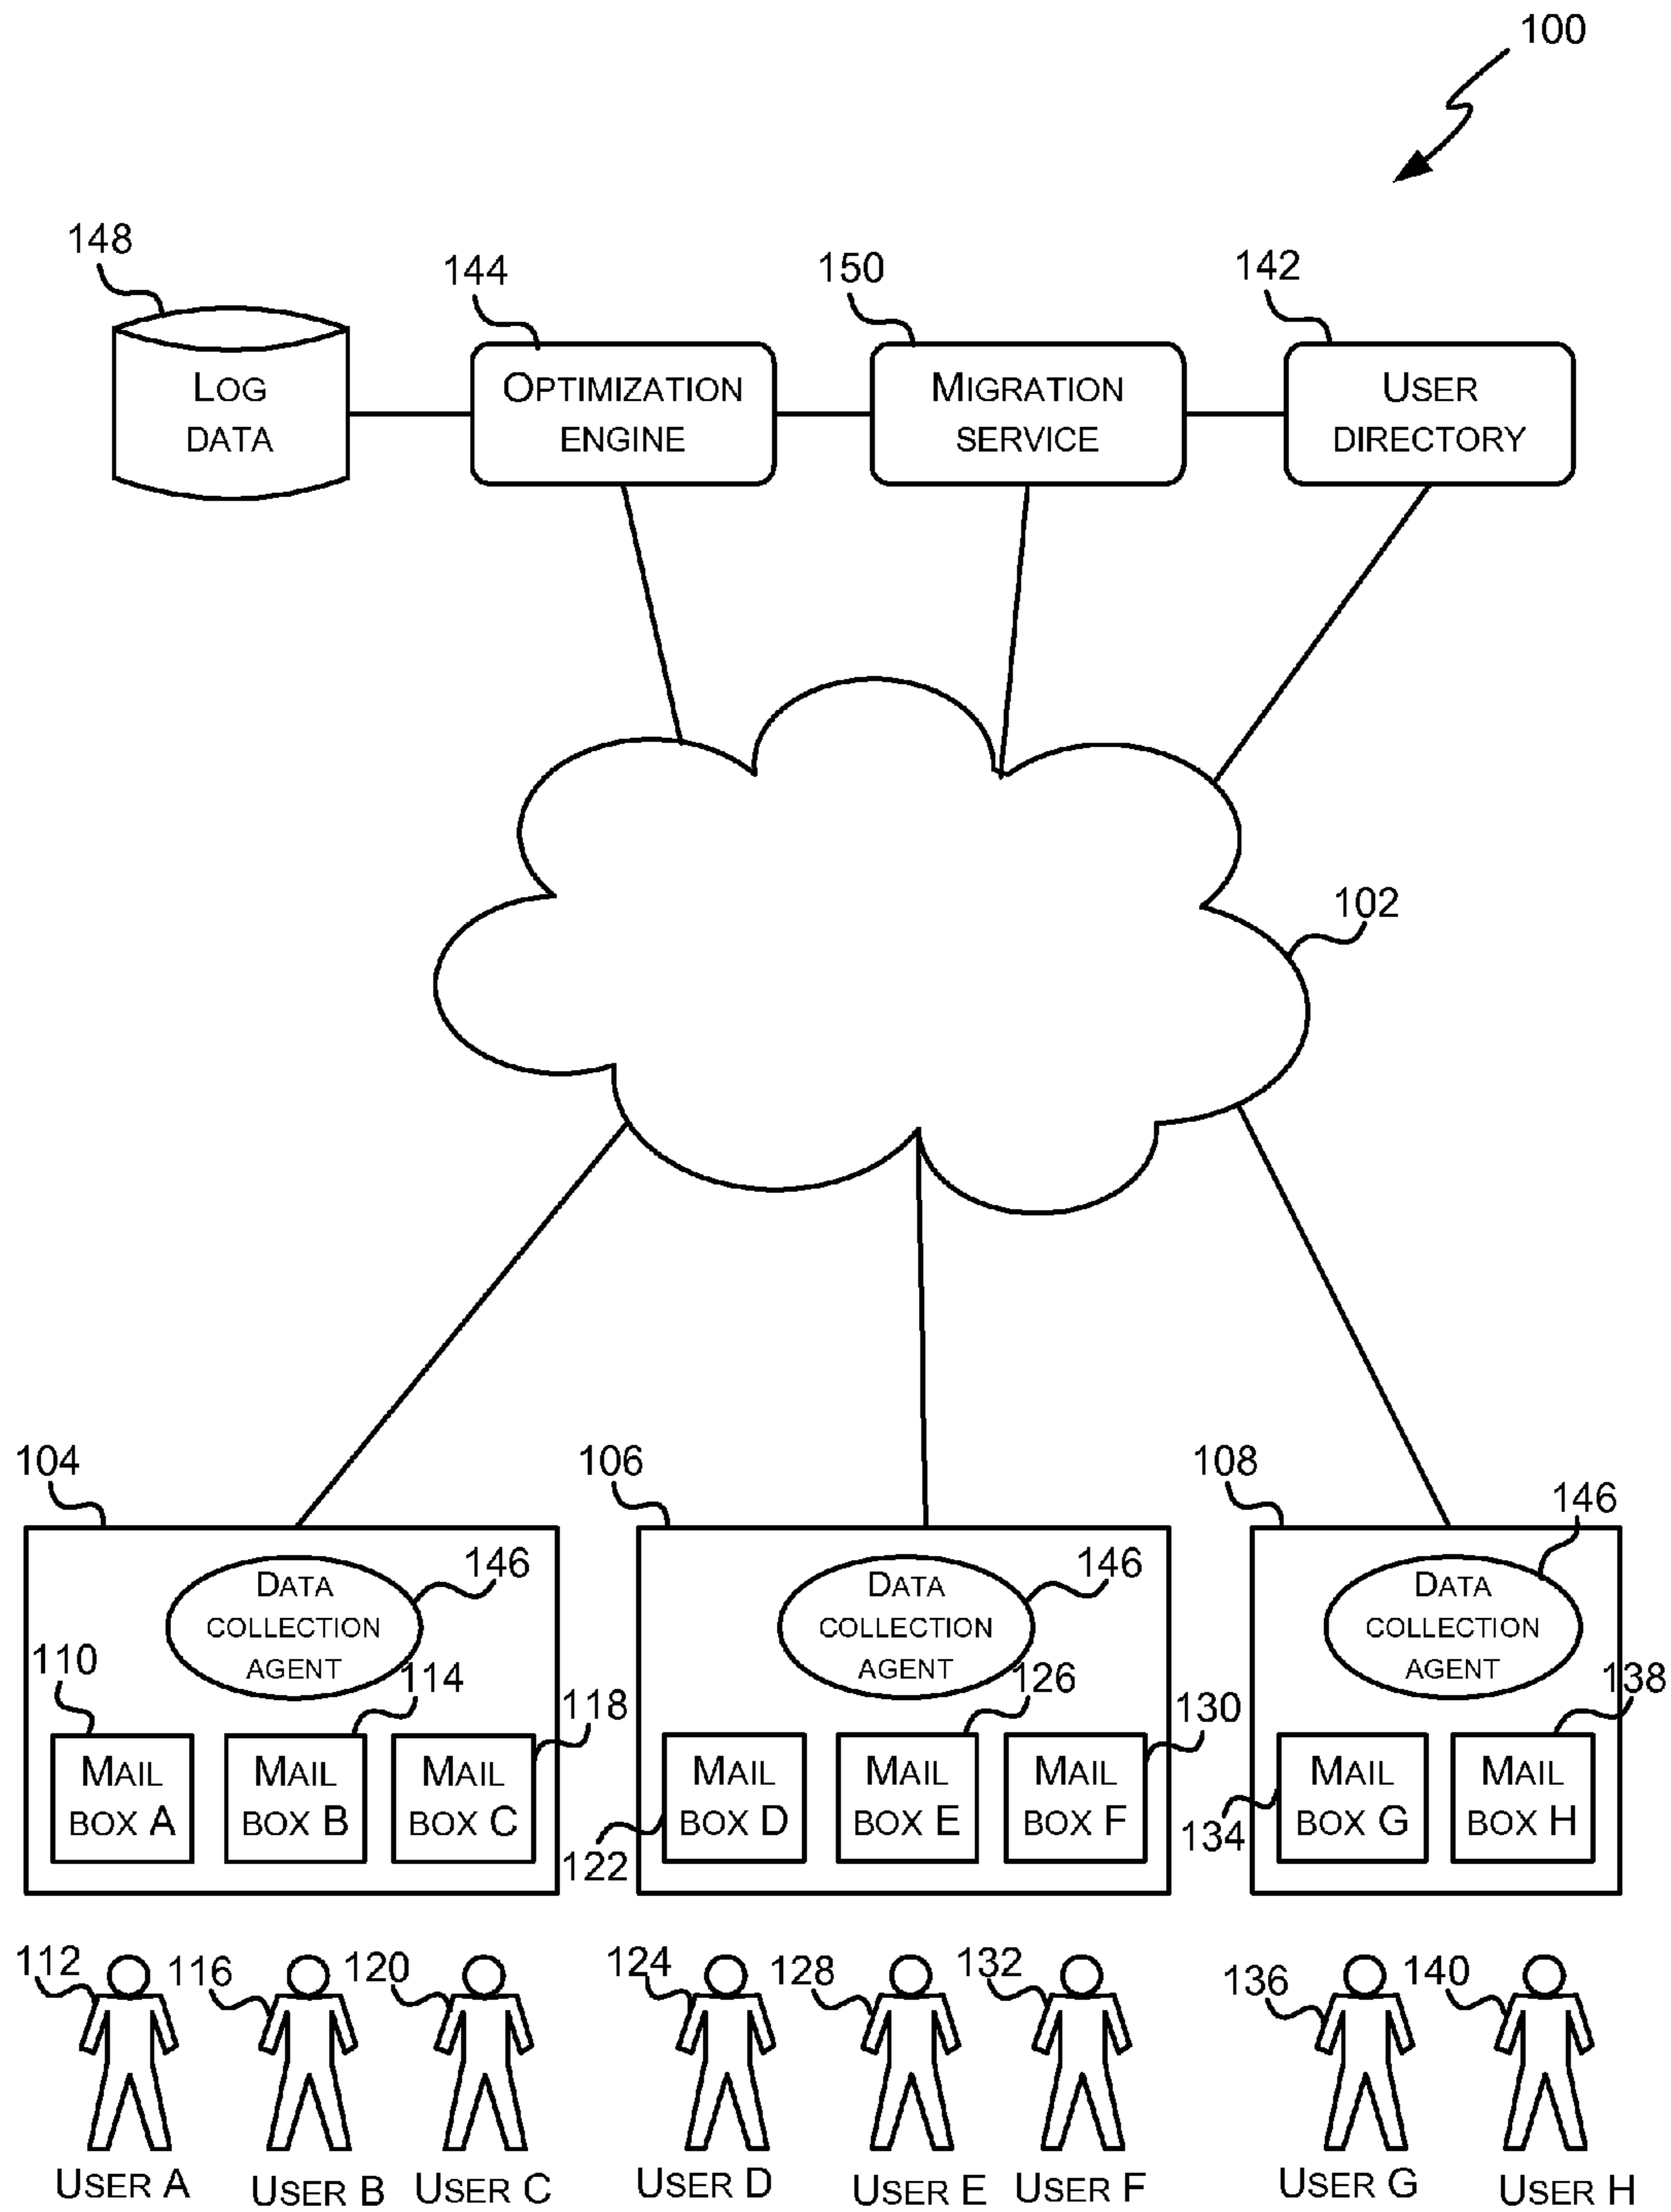 100
148
144
150
142
LOG
DATA
OPTIMIZATION
ENGINE
MIGRATION
SERVICE
USER
DIRECTORY
102
104
106
108
146
DATA
COLLECTION
AGENT
146
DATA
COLLECTION
AGENT
146
DATA
COLLECTION
AGENT
110
114
118
126
130
138
MAIL
BOX A
MAIL
BOX B
MAIL
BOX C
122
MAIL
BOX D
MAIL
BOX E
MAIL
BOX F
134
MAIL
BOX G
MAIL
BOX H
112
116
120
124
128
132
136
140
USER A
USER B
USER C
USER D
USER E
USER F
USER G
USER H